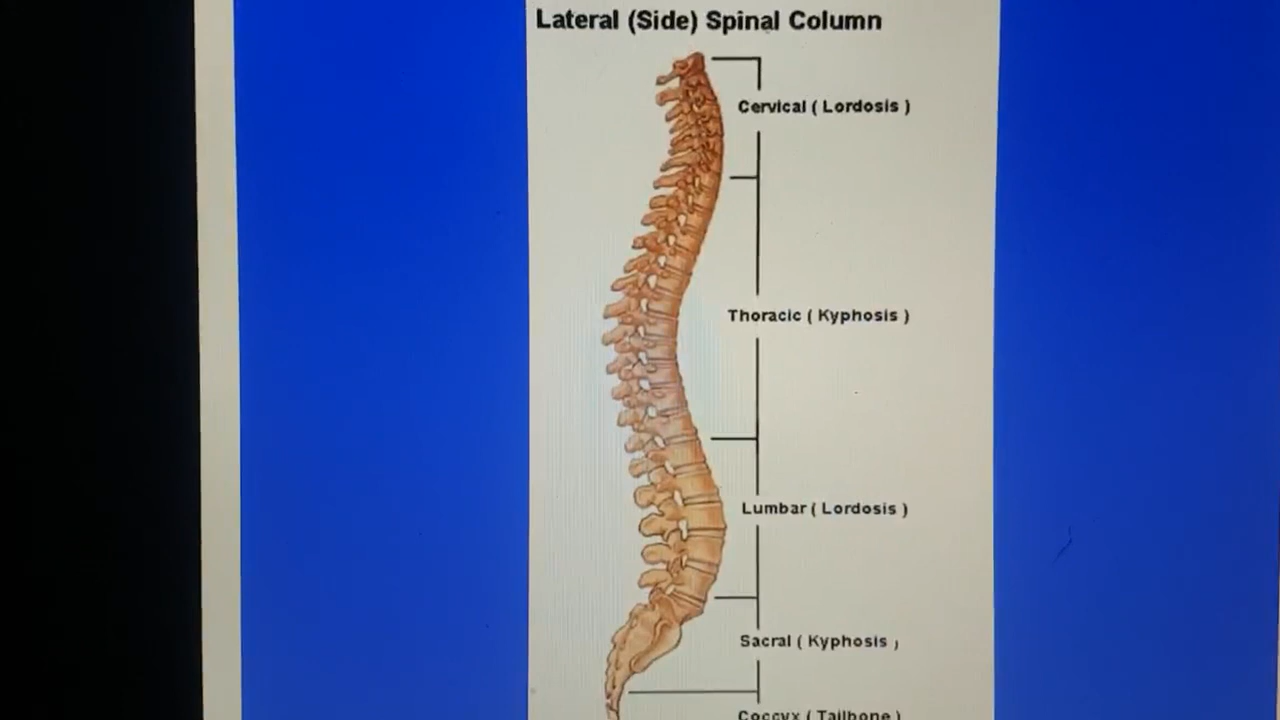 Lateral (Side) Spinal Column
Cervical ( Lordosis )
Thoracic ( Kyphosis )
Lumbar ( Lordosis )
Sacral ( Kyphosis )
Coccyx ( Tailbone )